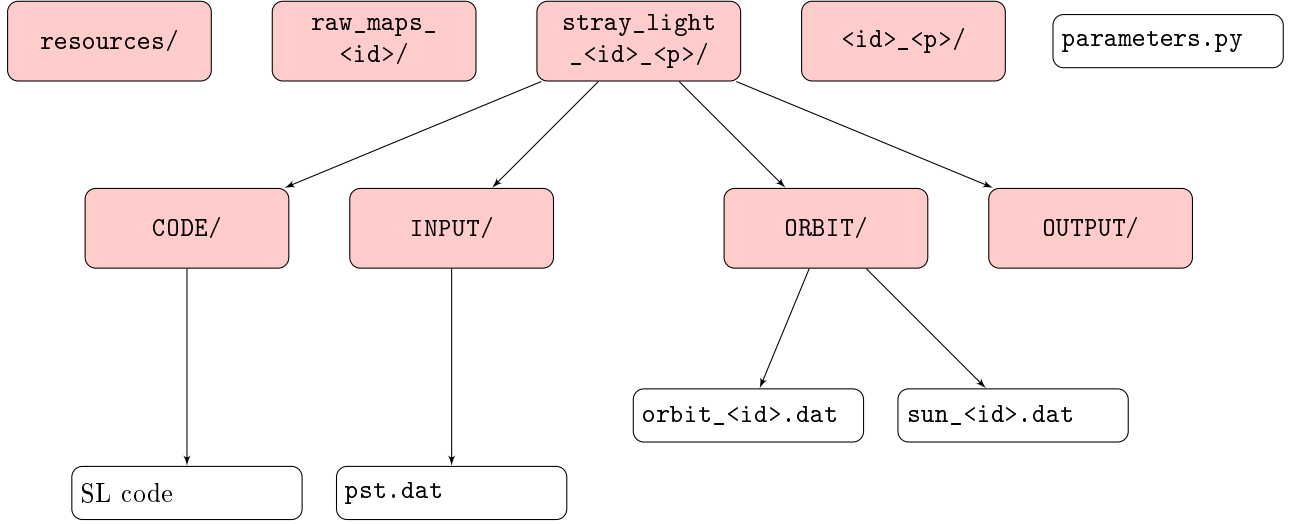 resources/
raw_maps_
<id>/
stray_light
_<id>_<p>/
<id>_<p>/
parameters.py
CODE/
INPUT/
ORBIT/
OUTPUT/
orbit_<id>.dat
sun_<id>.dat
SL code
pst.dat